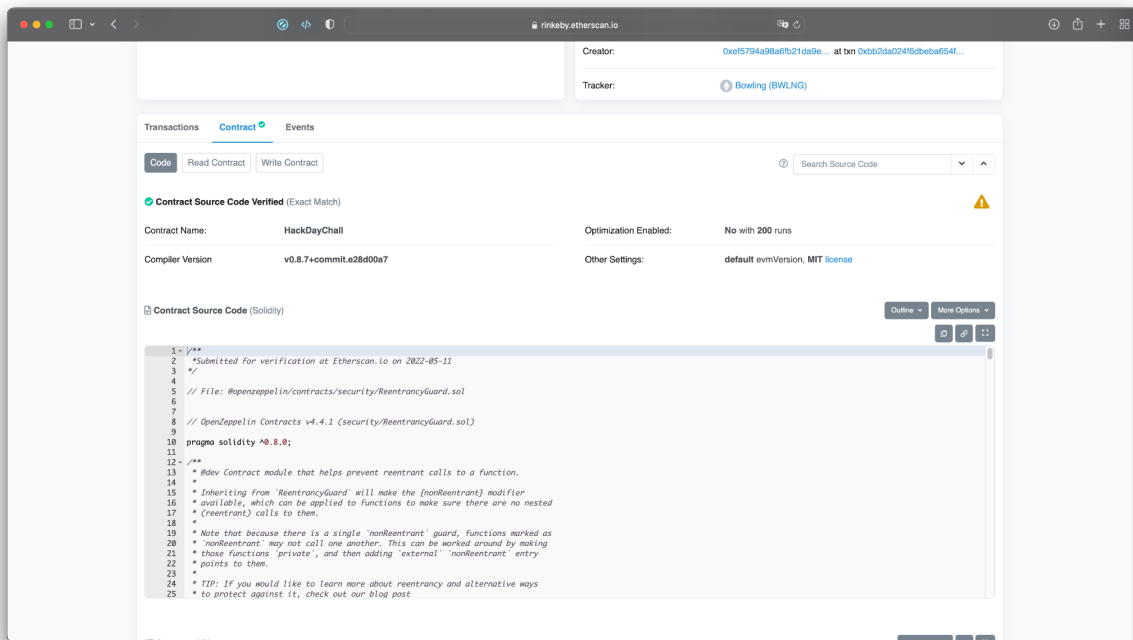 rinkeby.etherscan.io
Creator: 0xef5794a98a6fb21da9e... at txn 0xbb2da024f6dbeba654f...
Tracker: Bowling (BWLNG)
Transactions Contract Events
Code Read Contract Write Contract Search Source Code
Contract Source Code Verified (Exact Match)
Contract Name: HackDayChall Optimization Enabled: No with 200 runs
Compiler Version v0.8.7+commit.e28d00a7 Other Settings: default evmVersion, MIT license
Contract Source Code (Solidity) Outline More Options
1 /**
2 *Submitted for verification at Etherscan.io on 2022-05-11
3 */
4
5 // File: @openzeppelin/contracts/security/ReentrancyGuard.sol
6
7
8 // OpenZeppelin Contracts v4.4.1 (security/ReentrancyGuard.sol)
9
10 pragma solidity ^0.8.0;
11
12 /**
13 * @dev Contract module that helps prevent reentrant calls to a function.
14 *
15 * Inheriting from `ReentrancyGuard` will make the {nonReentrant} modifier
16 * available, which can be applied to functions to make sure there are no nested
17 * (reentrant) calls to them.
18 *
19 * Note that because there is a single `nonReentrant` guard, functions marked as
20 * `nonReentrant` may not call one another. This can be worked around by making
21 * those functions `private`, and then adding `external` `nonReentrant` entry
22 * points to them.
23 *
24 * TIP: If you would like to learn more about reentrancy and alternative ways
25 * to protect against it, check out our blog post